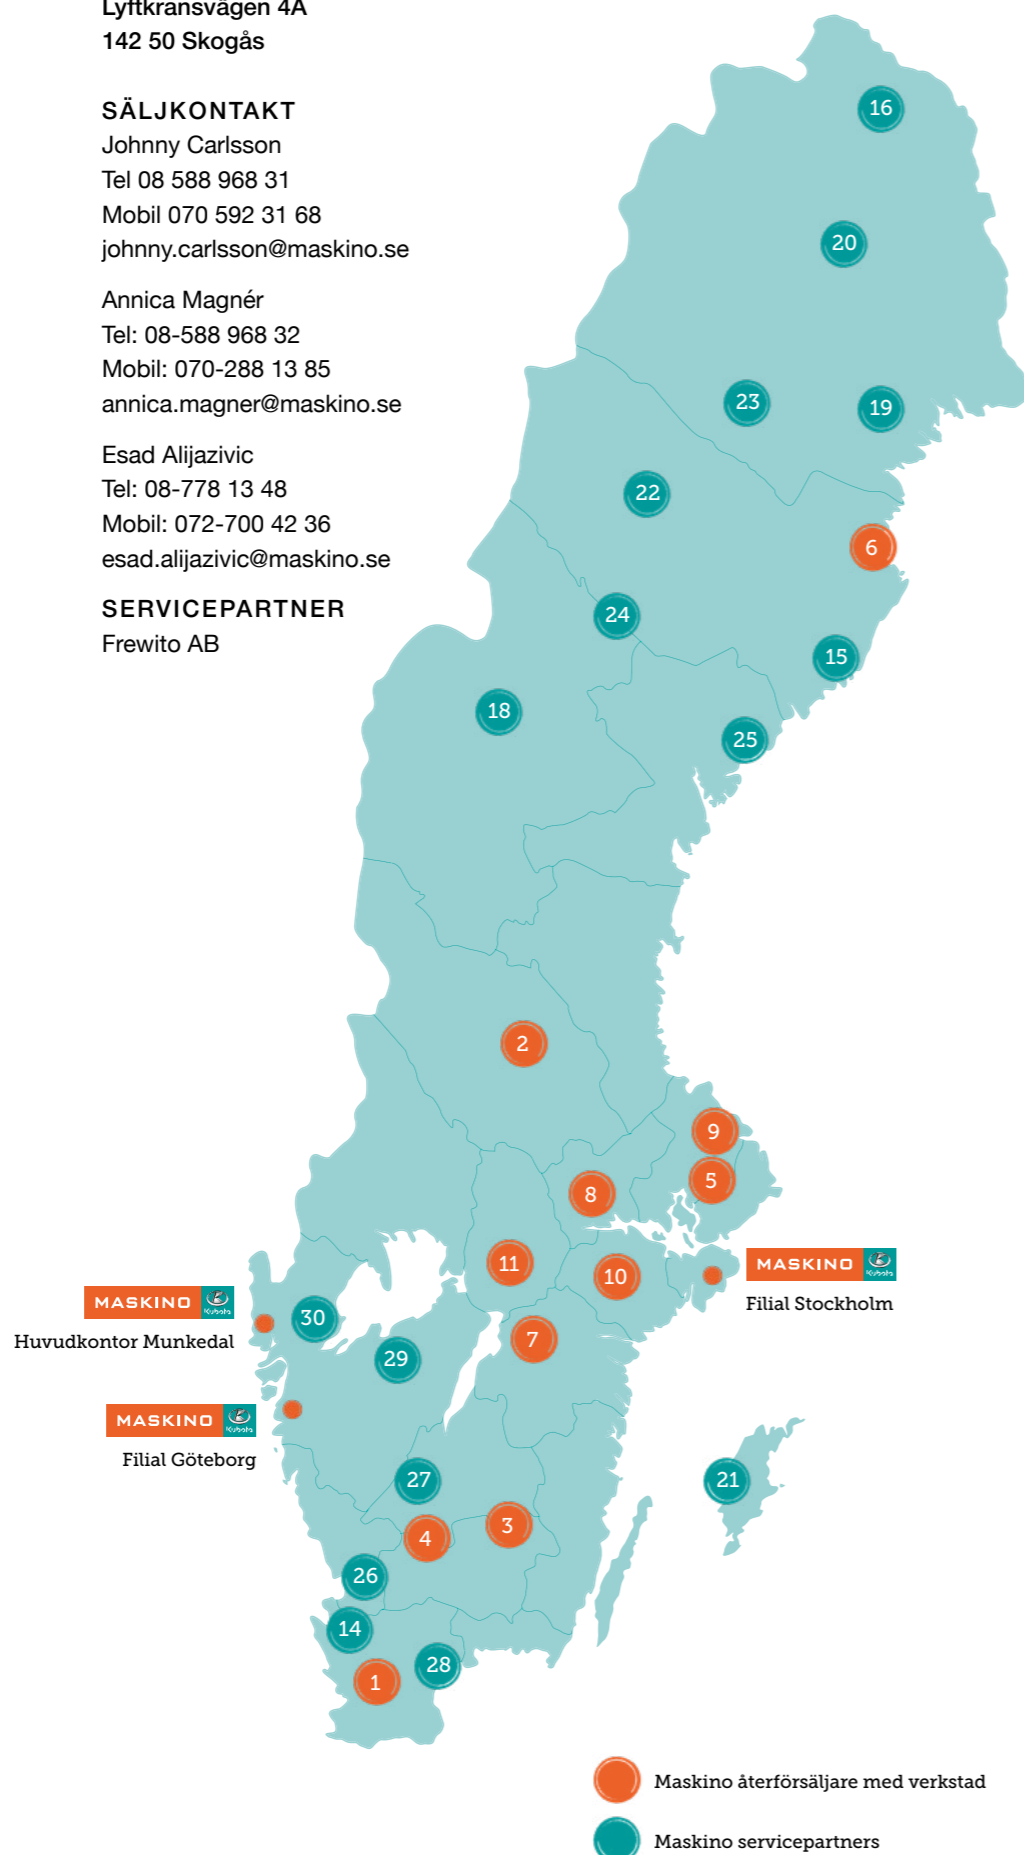 Lyftkransvägen 4A
142 50 Skogås
SÄLJKONTAKT
Johnny Carlsson
Tel 08 588 968 31
Mobil 070 592 31 68
johnny.carlsson@maskino.se
Annica Magnér
Tel: 08-588 968 32
Mobil: 070-288 13 85
annica.magner@maskino.se
Esad Alijazivic
Tel: 08-778 13 48
Mobil: 072-700 42 36
esad.alijazivic@maskino.se
SERVICEPARTNER
Frewito AB
16
20
23
19
22
6
24
15
18
25
2
9
5
8
11
10
MASKINO Kubota
Filial Stockholm
MASKINO Kubota
Huvudkontor Munkedal
30
7
29
MASKINO Kubota
Filial Göteborg
27
21
4
3
26
14
28
1
Maskino återförsäljare med verkstad
Maskino servicepartners